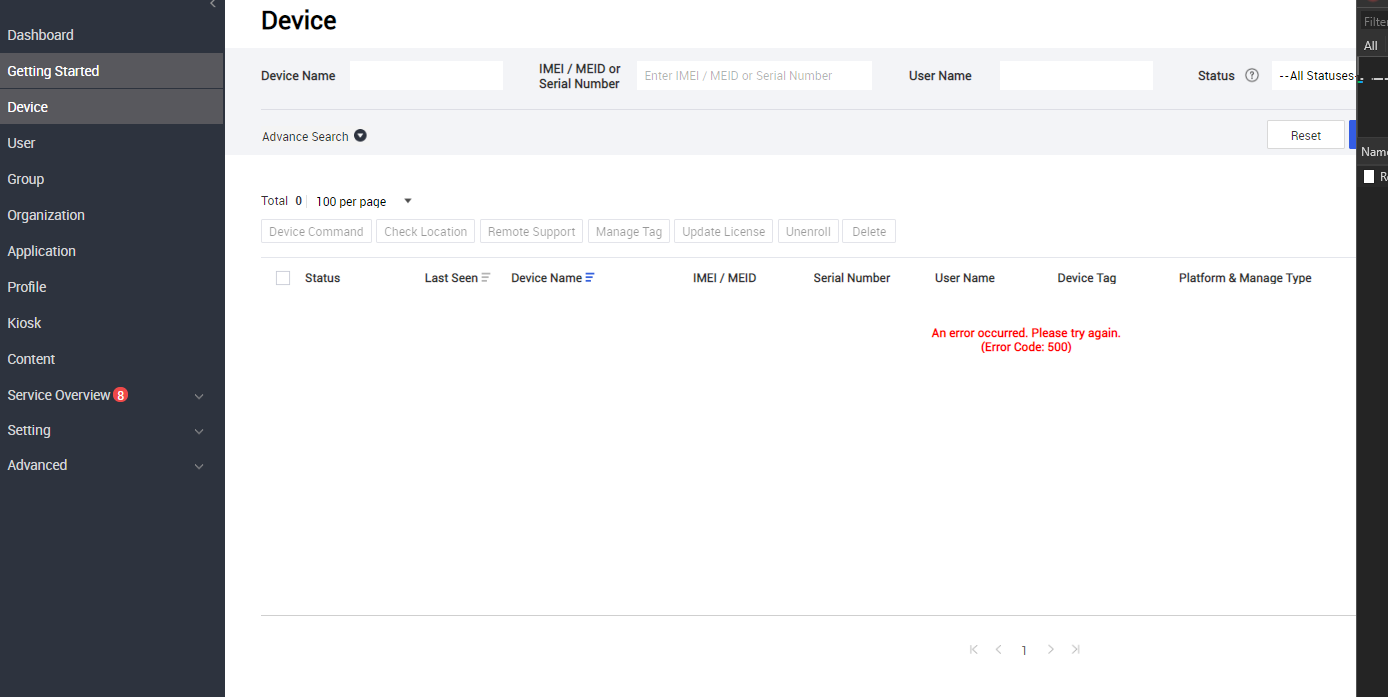 Device
Dashboard
Getting Started
Device
User
Group
Organization
Application
Profile
Kiosk
Content
Service Overview 8
Setting
Advanced
Device Name
IMEI / MEID or
Serial Number
Enter IMEI / MEID or Serial Number
User Name
Status ?
--All Statuses-
Advance Search
Reset
Total 0
100 per page
Device Command Check Location Remote Support Manage Tag Update License Unenroll Delete
Status Last Seen Device Name IMEI / MEID Serial Number User Name Device Tag Platform & Manage Type
An error occurred. Please try again.
(Error Code: 500)
1
All